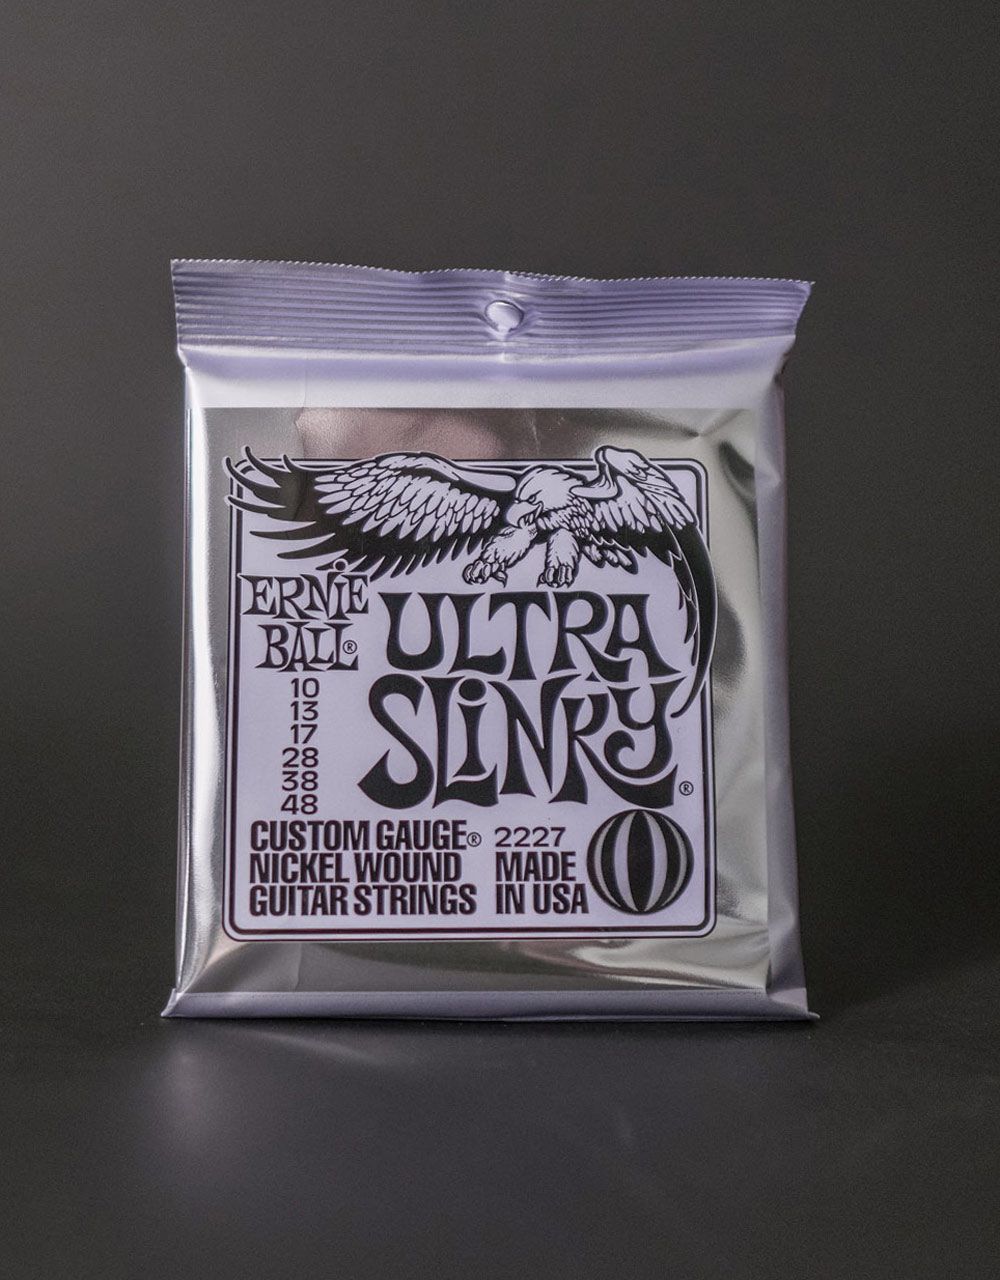 ERNiE
BALL®
ULTRA
SLiNKY®
10
13
17
28
38
48
CUSTOM GAUGE®
NICKEL WOUND
GUITAR STRINGS
2227
MADE
IN USA